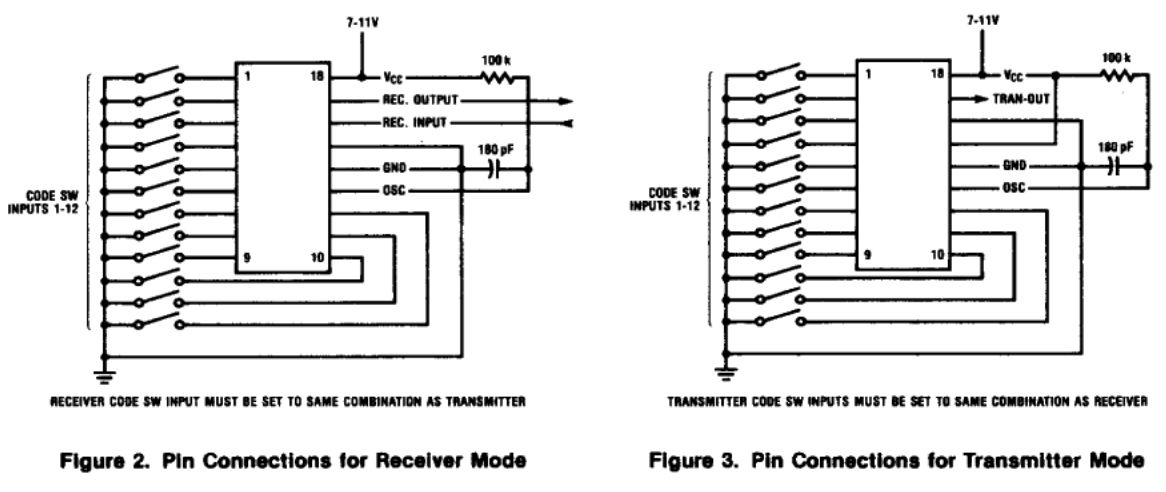 7-11V
100 k
1
18
VCC
REC. OUTPUT
REC. INPUT
180 pF
GND
OSC
CODE SW
INPUTS 1-12
9
10
RECEIVER CODE SW INPUT MUST BE SET TO SAME COMBINATION AS TRANSMITTER
Figure 2. Pin Connections for Receiver Mode
7-11V
100 k
1
18
VCC
TRAN-OUT
180 pF
GND
OSC
CODE SW
INPUTS 1-12
9
10
TRANSMITTER CODE SW INPUTS MUST BE SET TO SAME COMBINATION AS RECEIVER
Figure 3. Pin Connections for Transmitter Mode